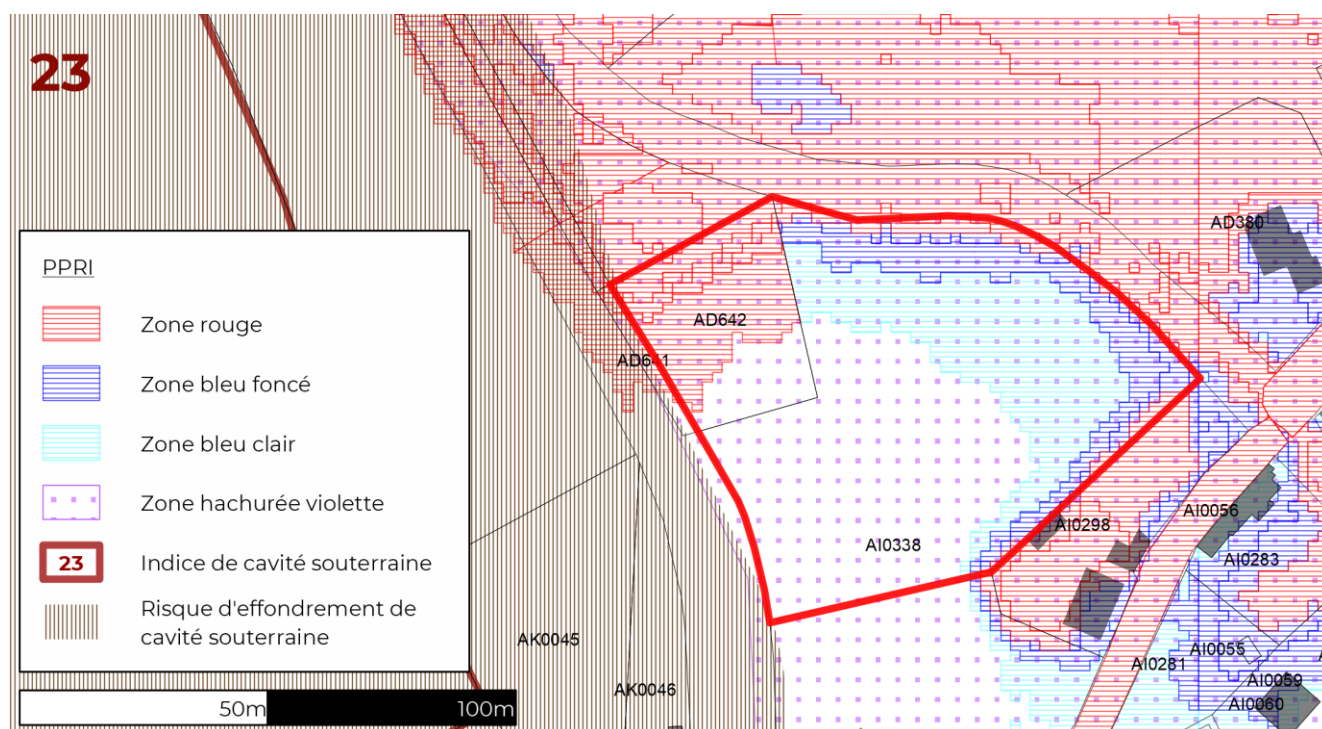 23
PPRI
Zone rouge
Zone bleu foncé
Zone bleu clair
Zone hachurée violette
23 Indice de cavité souterraine
Risque d'effondrement de
cavité souterraine
50m 100m
AD380
AD642
AD641
AI0338
AI0298
AI0056
AI0283
AK0045
AK0046
AI0281
AI0055
AI0059
AI0060